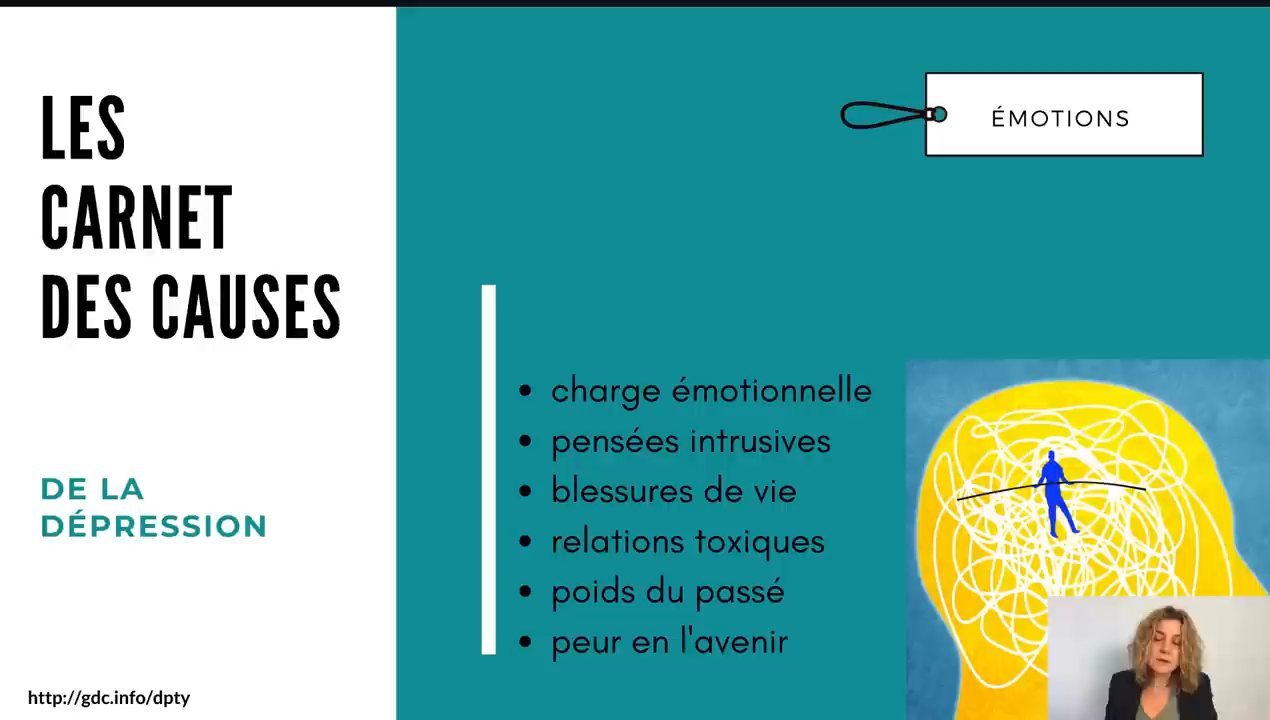 LES
CARNET
DES CAUSES
DE LA
DÉPRESSION
http://gdc.info/dpty
ÉMOTIONS
charge émotionnelle
pensées intrusives
blessures de vie
relations toxiques
poids du passé
peur en l'avenir